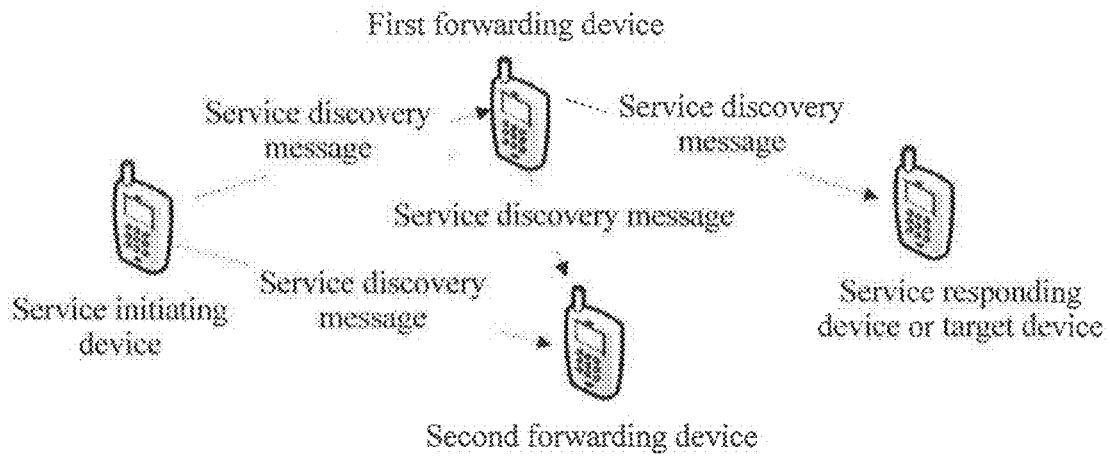 First forwarding device
Service discovery
message
Service discovery
message
Service discovery message
Service initiating
device
Service discovery
message
Service responding
device or target device
Second forwarding device